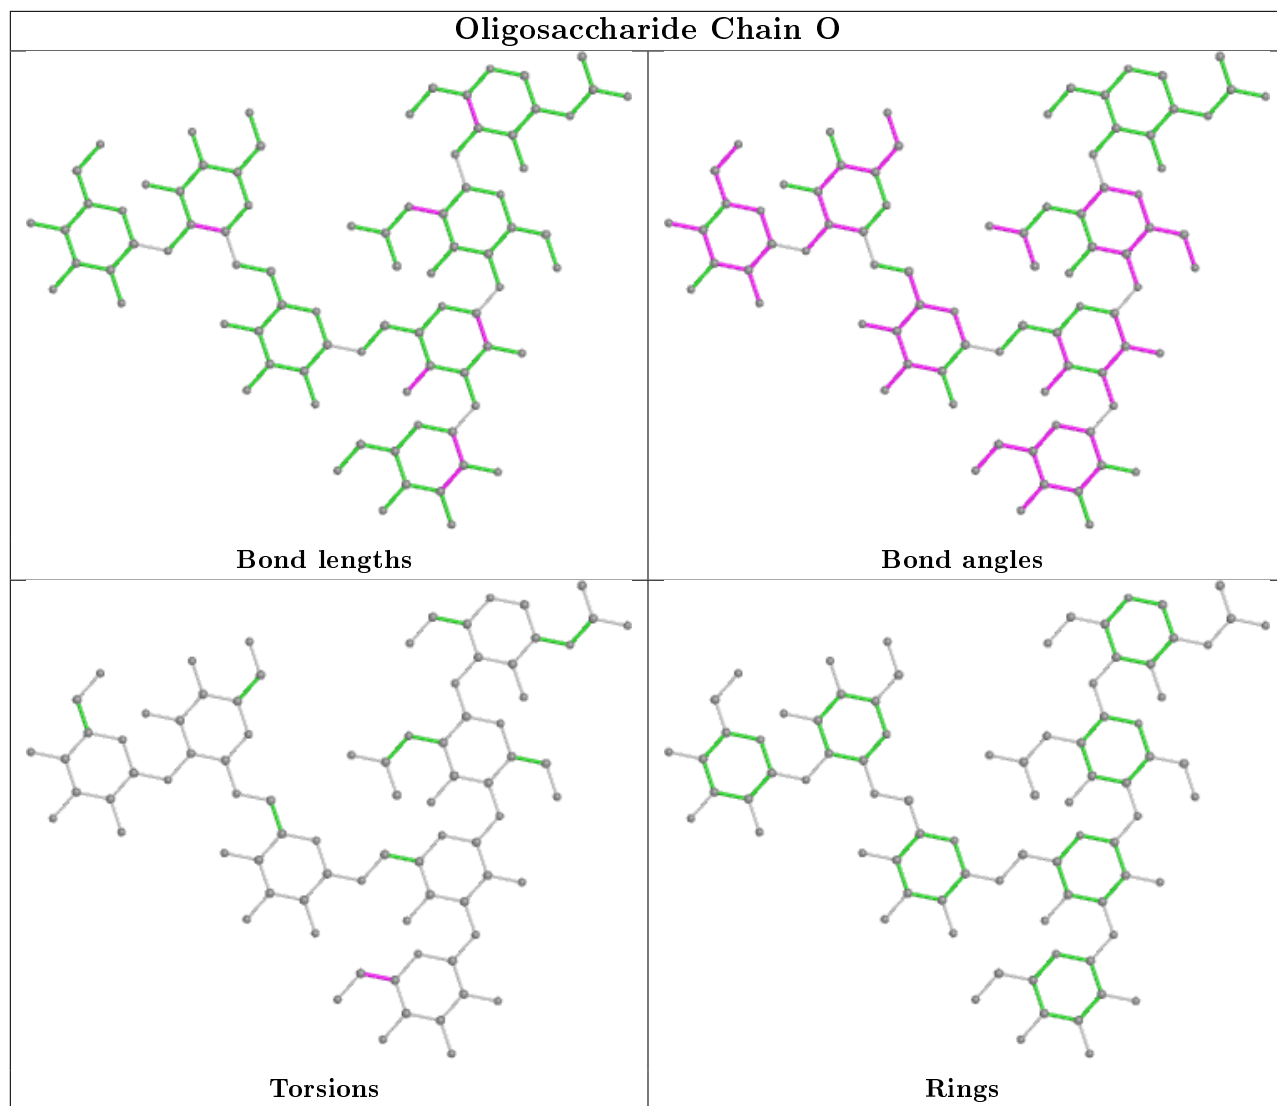 Oligosaccharide Chain O
Bond lengths
Bond angles
Torsions
Rings